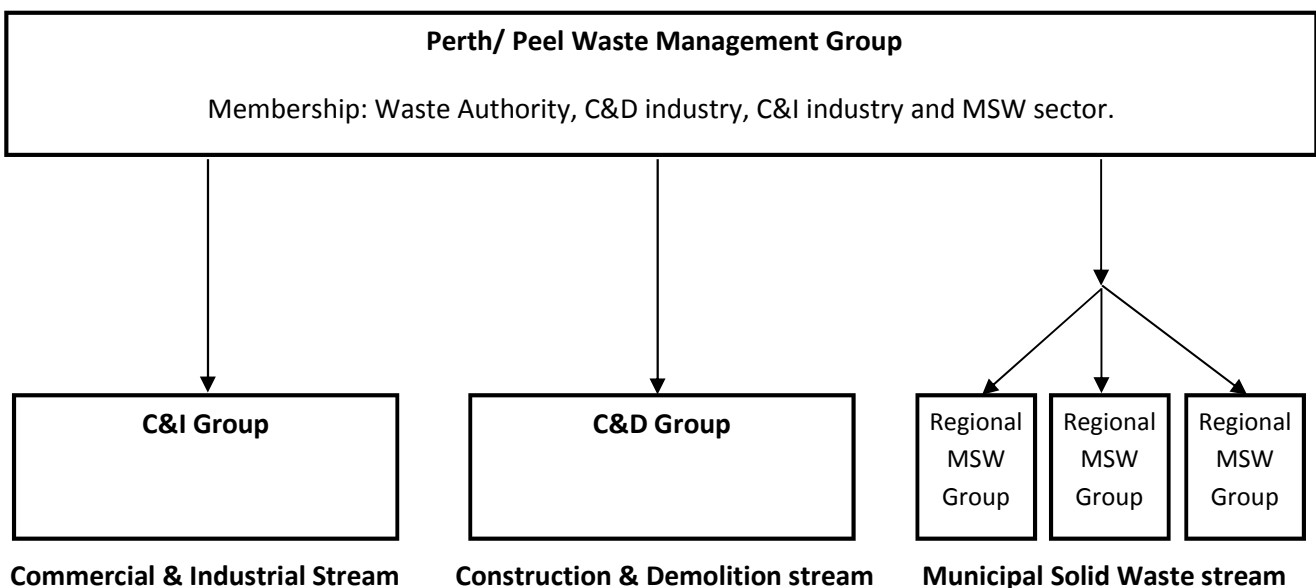 Perth/ Peel Waste Management Group
Membership: Waste Authority, C&D industry, C&I industry and MSW sector.
C&I Group
C&D Group
Regional
MSW
Group
Regional
MSW
Group
Regional
MSW
Group
Commercial & Industrial Stream
Construction & Demolition stream
Municipal Solid Waste stream